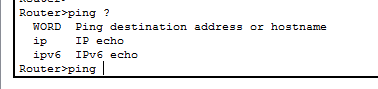 Router>ping ?
  WORD  Ping destination address or hostname
  ip    IP echo
  ipv6  IPv6 echo
Router>ping